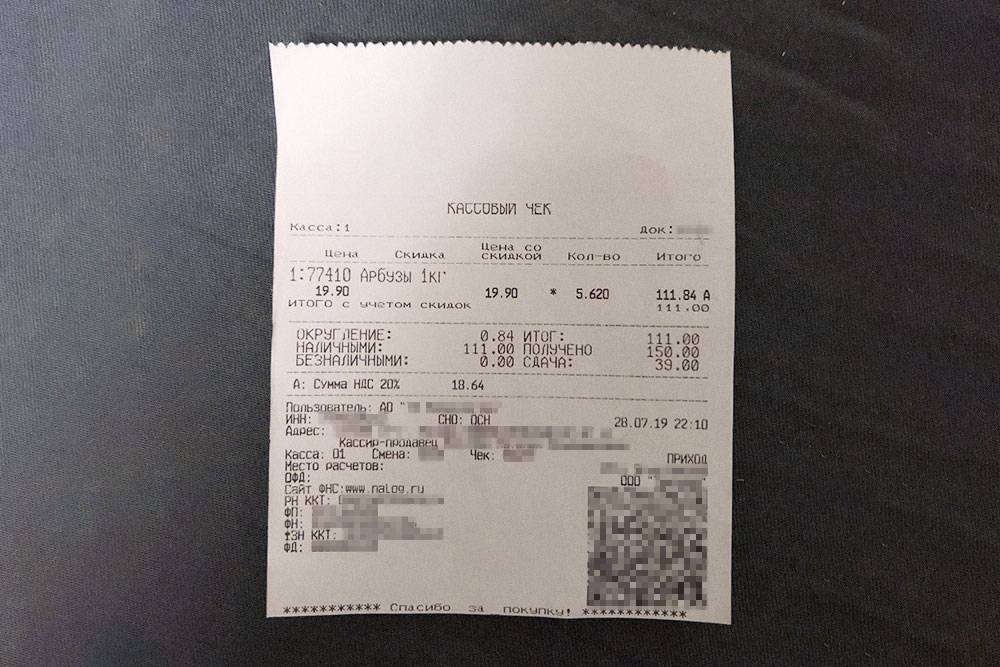 КАССОВЫЙ ЧЕК
Касса:1 Док:
Цена Скидка Цена со скидкой Кол-во Итого
1:77410 Арбузы 1кг
19.90 19.90 * 5.620 111.84 А
ИТОГО с учетом скидок 111.00
ОКРУГЛЕНИЕ: 0.84 ИТОГ: 111.00
НАЛИЧНЫМИ: 111.00 ПОЛУЧЕНО 150.00
БЕЗНАЛИЧНЫМИ: 0.00 СДАЧА: 39.00
А: Сумма НДС 20% 18.64
Пользователь: АО "
ИНН: СНО: ОСН 28.07.19 22:10
Адрес:
Кассир-продавец
Касса: 01 Смена: Чек: ПРИХОД
Место расчетов:
ОФД: ООО "
Сайт ФНС:www.nalog.ru
РН ККТ:
ФП:
ФН:
ЗН ККТ:
ФД:
*********** Спасибо за покупку! ************